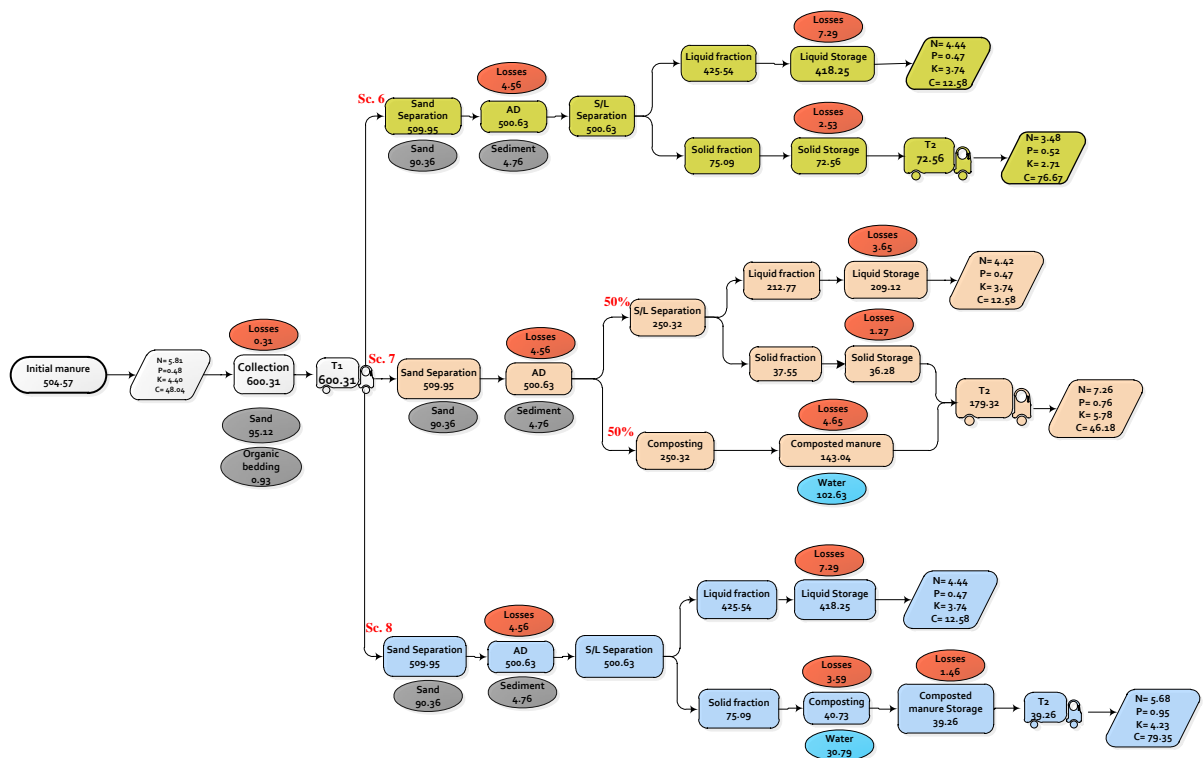 Initial manure
504.57
N= 5.81
P=0.48
K= 4.40
C= 48.04
Losses
0.31
Collection
600.31
Sand
95.12
Organic
bedding
0.93
T1
600.31
Sc. 6
Sand
Separation
509.95
Sand
90.36
Losses
4.56
AD
500.63
Sediment
4.76
S/L
Separation
500.63
Liquid fraction
425.54
Losses
7.29
Liquid Storage
418.25
N= 4.44
P= 0.47
K= 3.74
C= 12.58
Solid fraction
75.09
Losses
2.53
Solid Storage
72.56
T2
72.56
N= 3.48
P= 0.52
K= 2.71
C= 76.67
Sc. 7
Sand Separation
509.95
Sand
90.36
Losses
4.56
AD
500.63
Sediment
4.76
50%
S/L Separation
250.32
Liquid fraction
212.77
Losses
3.65
Liquid Storage
209.12
N= 4.42
P= 0.47
K= 3.74
C= 12.58
Solid fraction
37.55
Losses
1.27
Solid Storage
36.28
50%
Composting
250.32
Losses
4.65
Composted manure
143.04
Water
102.63
T2
179.32
N= 7.26
P= 0.76
K= 5.78
C= 46.18
Sc. 8
Sand Separation
509.95
Sand
90.36
Losses
4.56
AD
500.63
Sediment
4.76
S/L Separation
500.63
Liquid fraction
425.54
Losses
7.29
Liquid Storage
418.25
N= 4.44
P= 0.47
K= 3.74
C= 12.58
Solid fraction
75.09
Losses
3.59
Composting
40.73
Water
30.79
Losses
1.46
Composted
manure Storage
39.26
T2
39.26
N= 5.68
P= 0.95
K= 4.23
C= 79.35